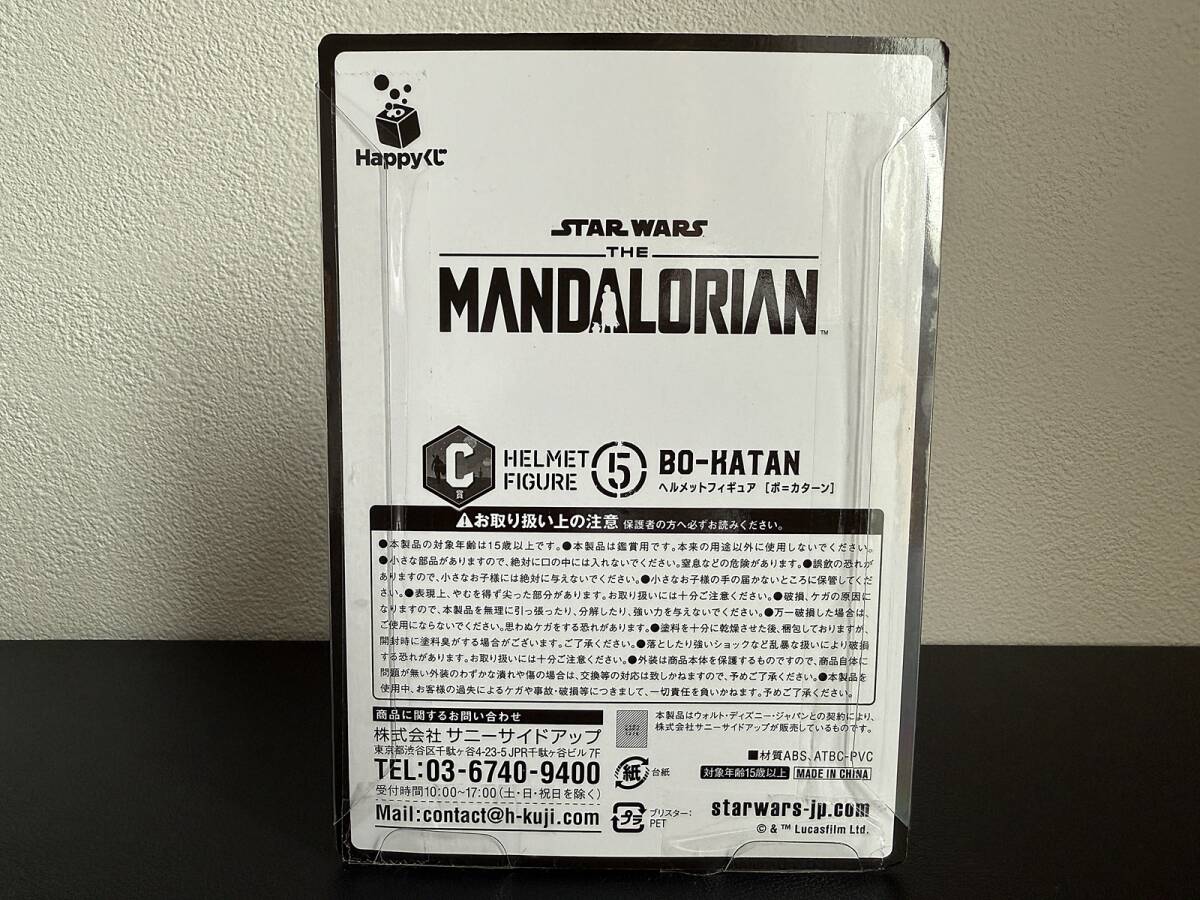 Happyくじ
STAR WARS
THE
MANDALORIAN™
C賞
HELMET
FIGURE
5
BO-KATAN
ヘルメットフィギュア [ボ=カターン]
お取り扱い上の注意 保護者の方へ必ずお読みください。
●本製品の対象年齢は15歳以上です。●本製品は鑑賞用です。本来の用途以外に使用しないでください。
●小さな部品がありますので、絶対に口の中には入れないでください。窒息などの危険があります。●誤飲の恐れが
ありますので、小さなお子様には絶対に与えないでください。●小さなお子様の手の届かないところに保管してくだ
さい。●表現上、やむを得ず尖った部分があります。お取り扱いには十分ご注意ください。●破損、ケガの原因に
なりますので、本製品を無理に引っ張ったり、分解したり、強い力を与えないでください。●万一破損した場合は、
ご使用にならないでください。思わぬケガをする恐れがあります。●塗料を十分に乾燥させた後、梱包しておりますが、
開封時に塗料臭がする場合がございます。ご了承ください。●落としたり強いショックなど乱暴な扱いにより破損
する恐れがあります。お取り扱いには十分ご注意ください。●外装は商品本体を保護するものですので、商品自体に
問題が無い外装のわずかな潰れや傷の場合は、交換等の対応は致しかねますので、予めご了承ください。●本製品を
使用中、お客様の過失によるケガや事故・破損等につきまして、一切責任を負いかねます。予めご了承ください。
商品に関するお問い合わせ
株式会社 サニーサイドアップ
東京都渋谷区千駄ヶ谷4-23-5 JPR千駄ヶ谷ビル 7F
TEL:03-6740-9400
受付時間10:00〜17:00(土・日・祝日を除く)
Mail:contact@h-kuji.com
本製品はウォルト・ディズニー・ジャパンとの契約により、
株式会社サニーサイドアップが販売しているものです。
■材質ABS、ATBC-PVC
紙 台紙
対象年齢15歳以上 MADE IN CHINA
プラ ブリスター:
PET
starwars-jp.com
© & ™ Lucasfilm Ltd.